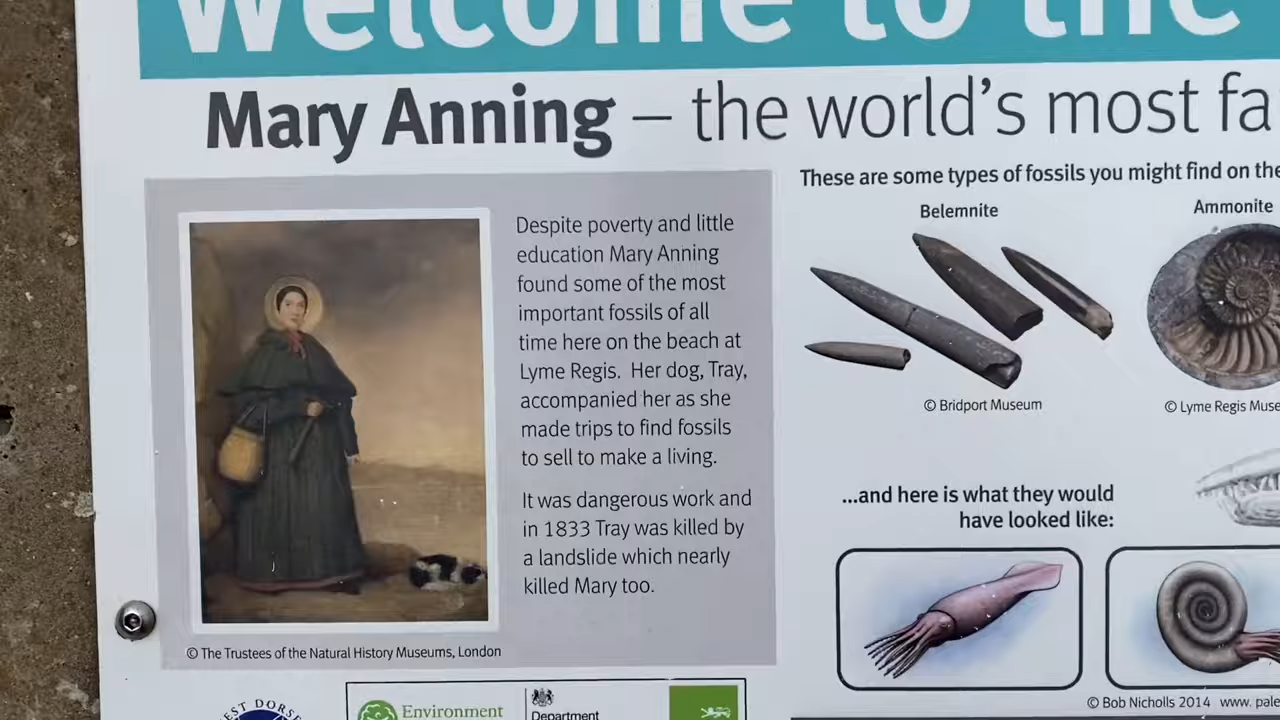 Welcome to the
Mary Anning – the world's most fa
Despite poverty and little
education Mary Anning
found some of the most
important fossils of all
time here on the beach at
Lyme Regis. Her dog, Tray,
accompanied her as she
made trips to find fossils
to sell to make a living.
It was dangerous work and
in 1833 Tray was killed by
a landslide which nearly
killed Mary too.
© The Trustees of the Natural History Museums, London
These are some types of fossils you might find on the
Belemnite
Ammonite
© Bridport Museum
© Lyme Regis Muse
...and here is what they would
have looked like:
© Bob Nicholls 2014 www.pale
EST DORS
Environment
Department